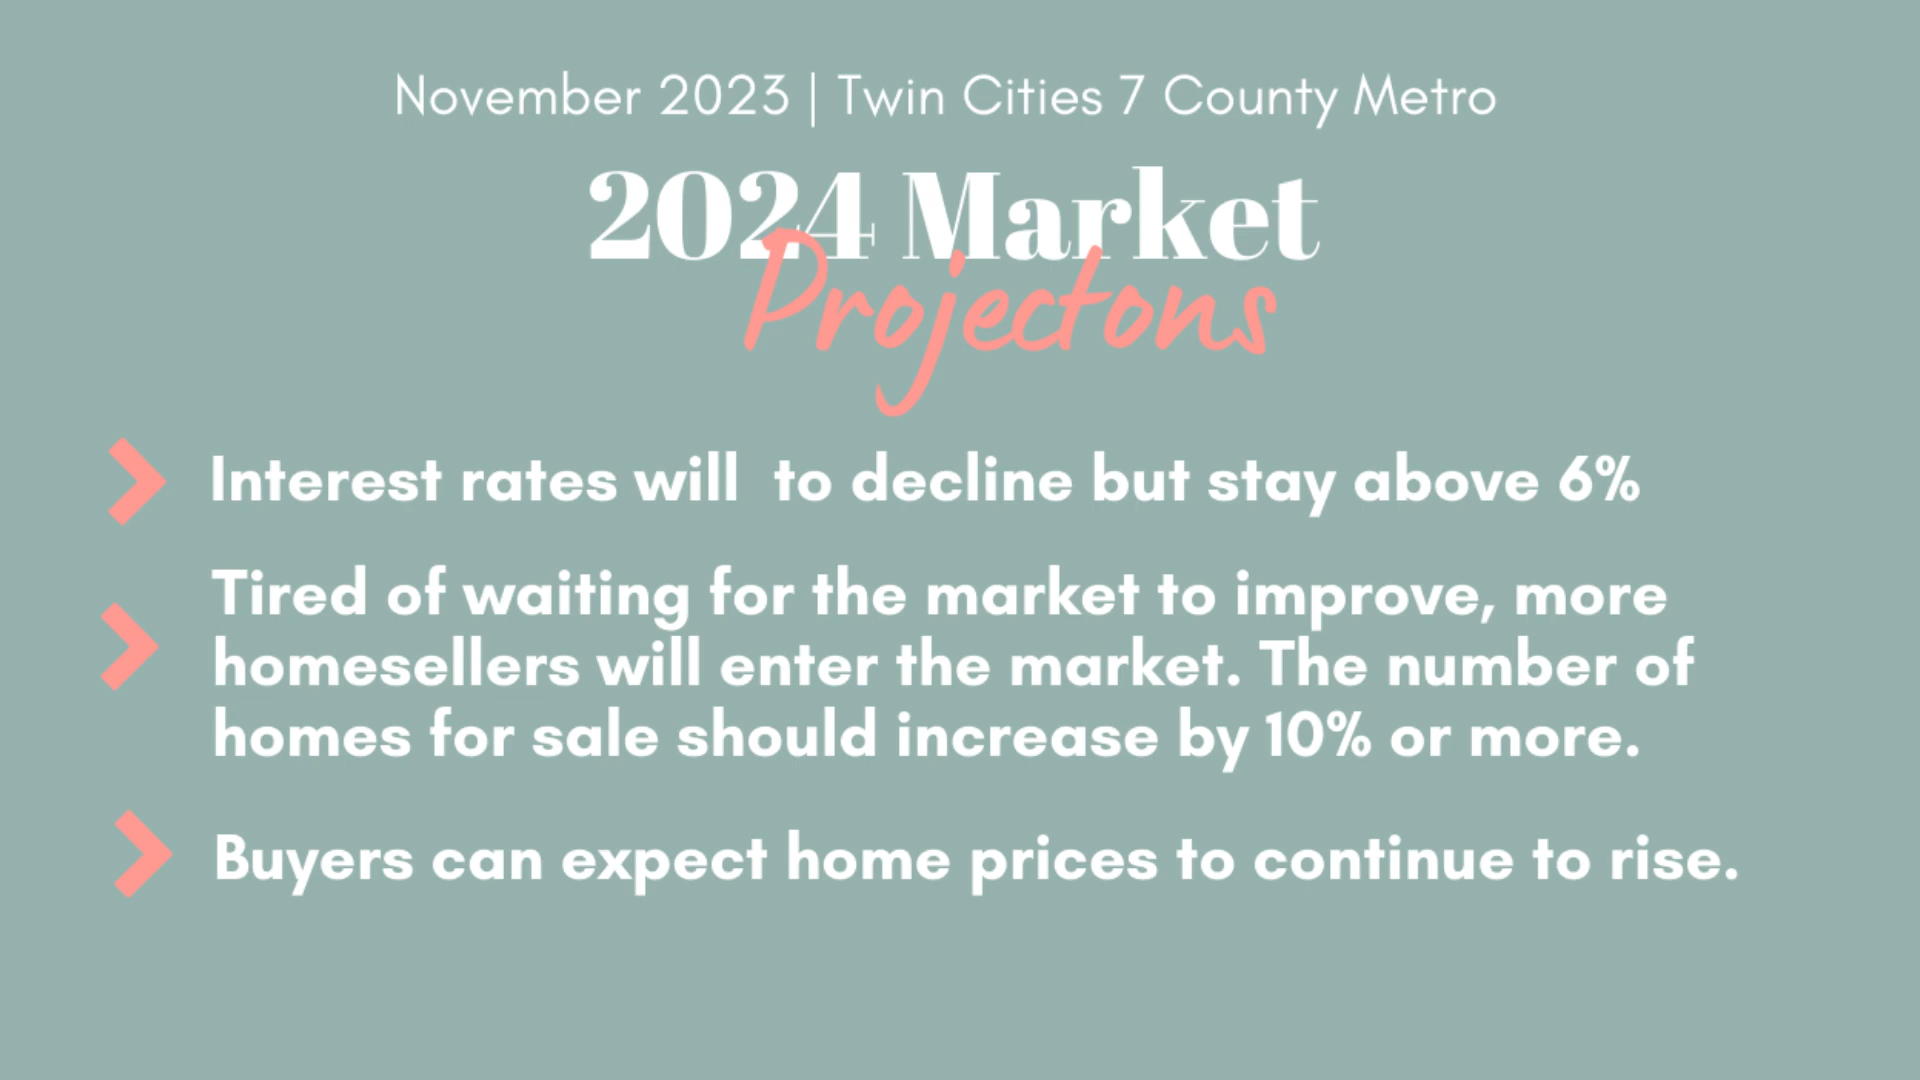 November 2023 | Twin Cities 7 County Metro
2024 Market
Projectons
Interest rates will  to decline but stay above 6%
Tired of waiting for the market to improve, more
homesellers will enter the market. The number of
homes for sale should increase by 10% or more.
Buyers can expect home prices to continue to rise.